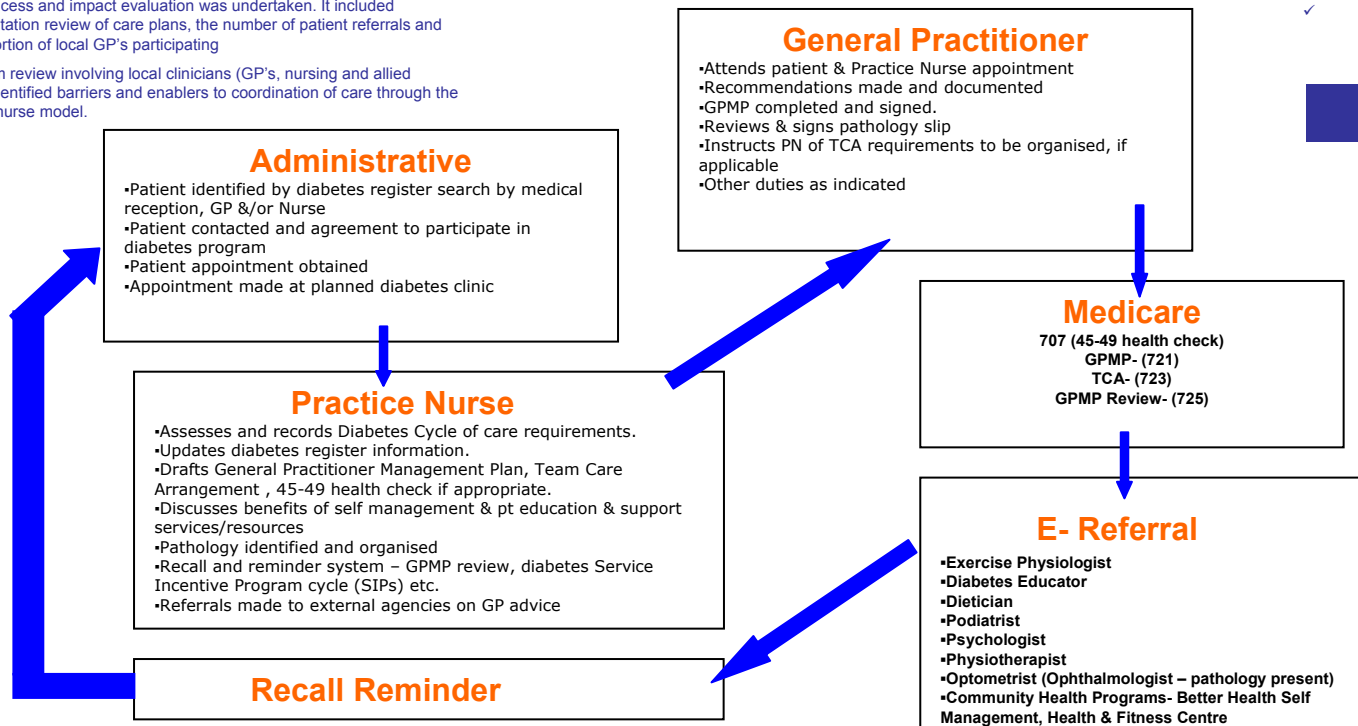 cess and impact evaluation was undertaken. It included
tation review of care plans, the number of patient referrals and
ortion of local GP's participating
n review involving local clinicians (GP's, nursing and allied
entified barriers and enablers to coordination of care through the
nurse model.
✓
General Practitioner
▪Attends patient & Practice Nurse appointment
▪Recommendations made and documented
▪GPMP completed and signed.
▪Reviews & signs pathology slip
▪Instructs PN of TCA requirements to be organised, if
applicable
▪Other duties as indicated
Administrative
▪Patient identified by diabetes register search by medical
reception, GP &/or Nurse
▪Patient contacted and agreement to participate in
diabetes program
▪Patient appointment obtained
▪Appointment made at planned diabetes clinic
Medicare
707 (45-49 health check)
GPMP- (721)
TCA- (723)
GPMP Review- (725)
Practice Nurse
▪Assesses and records Diabetes Cycle of care requirements.
▪Updates diabetes register information.
▪Drafts General Practitioner Management Plan, Team Care
Arrangement , 45-49 health check if appropriate.
▪Discusses benefits of self management & pt education & support
services/resources
▪Pathology identified and organised
▪Recall and reminder system – GPMP review, diabetes Service
Incentive Program cycle (SIPs) etc.
▪Referrals made to external agencies on GP advice
E- Referral
▪Exercise Physiologist
▪Diabetes Educator
▪Dietician
▪Podiatrist
▪Psychologist
▪Physiotherapist
▪Optometrist (Ophthalmologist – pathology present)
▪Community Health Programs- Better Health Self
Management, Health & Fitness Centre
Recall Reminder